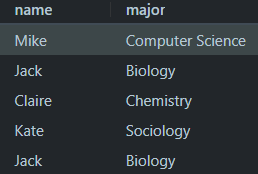 name major
Mike Computer Science
Jack Biology
Claire Chemistry
Kate Sociology
Jack Biology